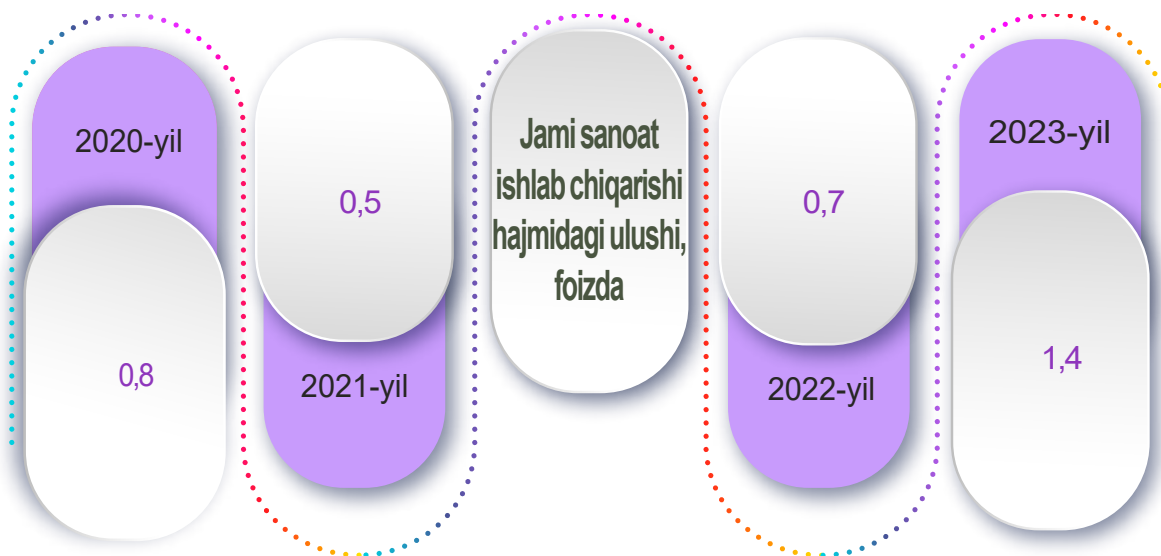 2020-yil
0,8
0,5
2021-yil
Jami sanoat
ishlab chiqarishi
hajmidagi ulushi,
foizda
0,7
2022-yil
2023-yil
1,4